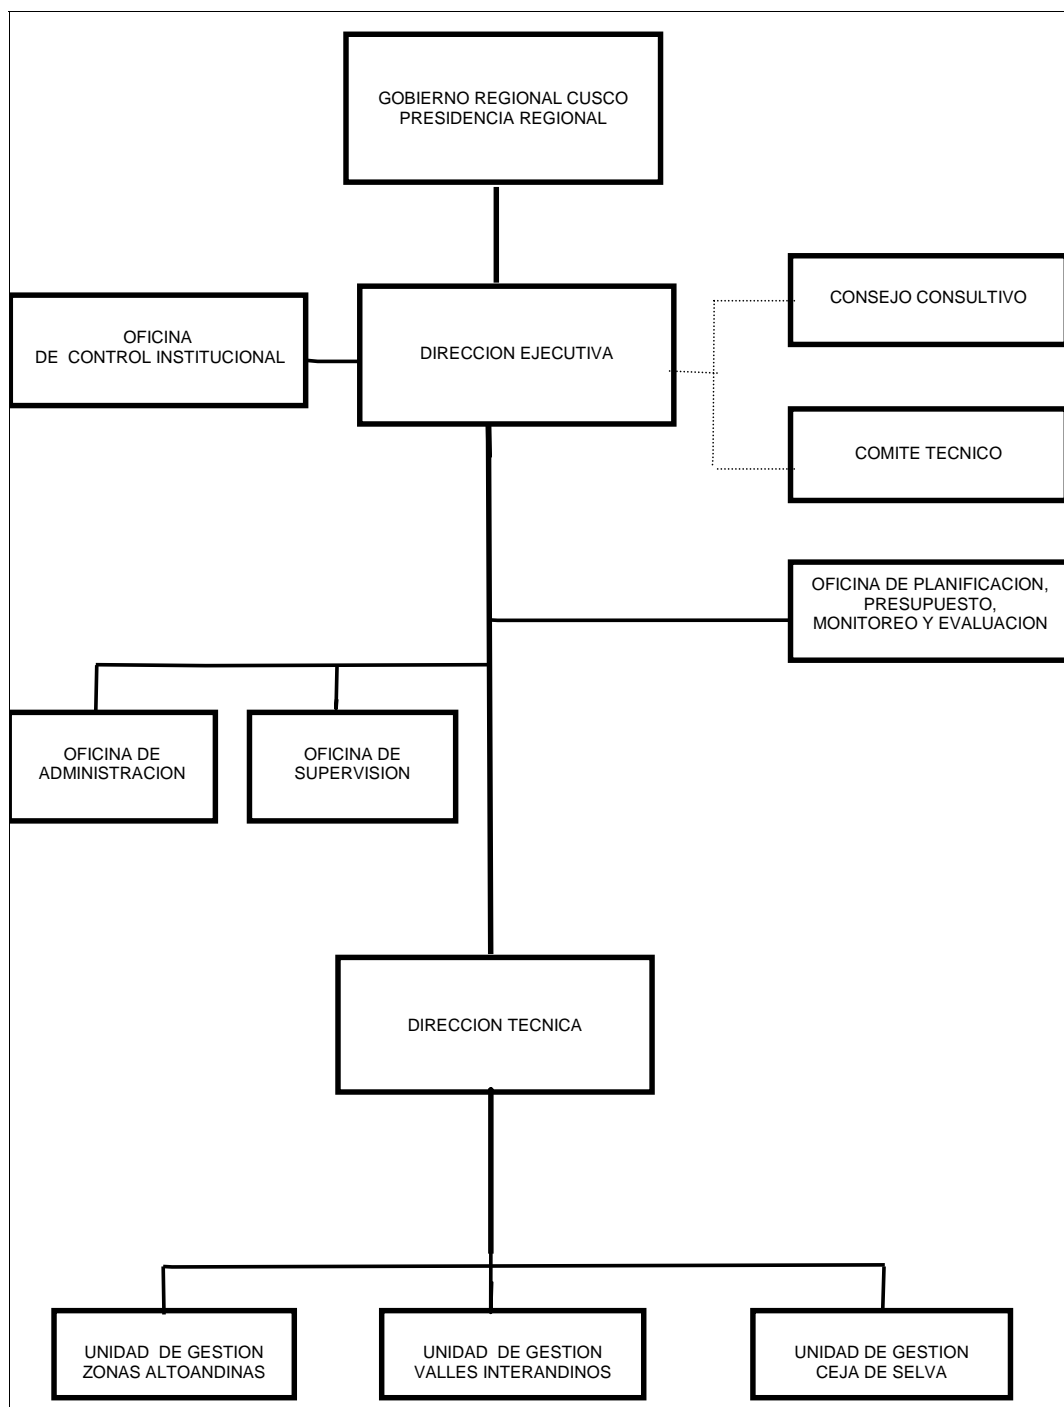 GOBIERNO REGIONAL CUSCO
PRESIDENCIA REGIONAL
CONSEJO CONSULTIVO
OFICINA
DE CONTROL INSTITUCIONAL
DIRECCION EJECUTIVA
COMITE TECNICO
OFICINA DE PLANIFICACION,
PRESUPUESTO,
MONITOREO Y EVALUACION
OFICINA DE
ADMINISTRACION
OFICINA DE
SUPERVISION
DIRECCION TECNICA
UNIDAD DE GESTION
ZONAS ALTOANDINAS
UNIDAD DE GESTION
VALLES INTERANDINOS
UNIDAD DE GESTION
CEJA DE SELVA